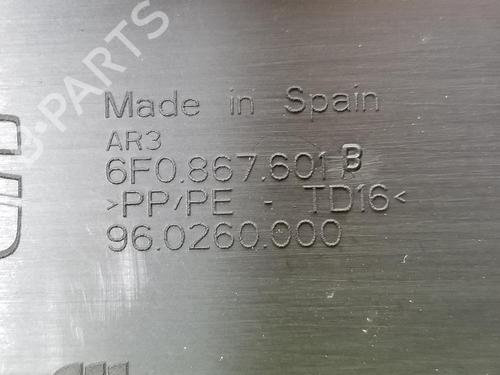 B-PARTS
Made in Spain
AR3
6F0.867.601 B
>PP/PE - TD16<
96.0260.000